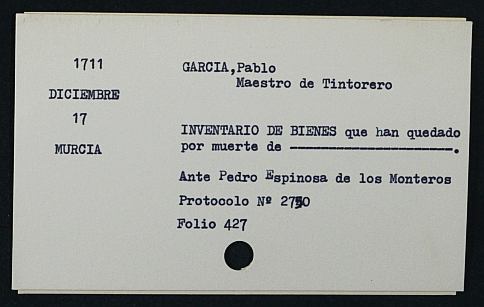 1711
DICIEMBRE
17
MURCIA
GARCIA,Pablo
Maestro de Tintorero
INVENTARIO DE BIENES que han quedado
por muerte de ————————————.
Ante Pedro Espinosa de los Monteros
Protocolo Nº
Folio 427